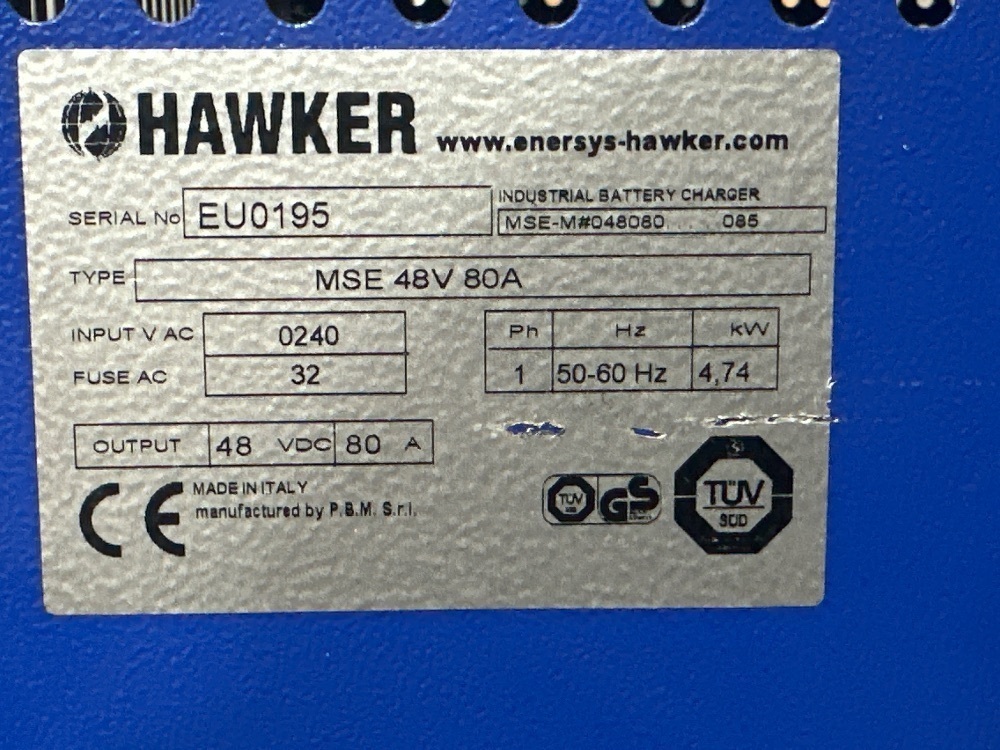 HAWKER www.enersys-hawker.com
SERIAL No EU0195
INDUSTRIAL BATTERY CHARGER
MSE-M#048080 085
TYPE MSE 48V 80A
INPUT V AC 0240
FUSE AC 32
Ph Hz kW
1 50-60 Hz 4,74
OUTPUT 48 VDC 80 A
CE MADE IN ITALY
manufactured by P.B.M. S.r.l.
TÜV GS
TÜV
SÜD